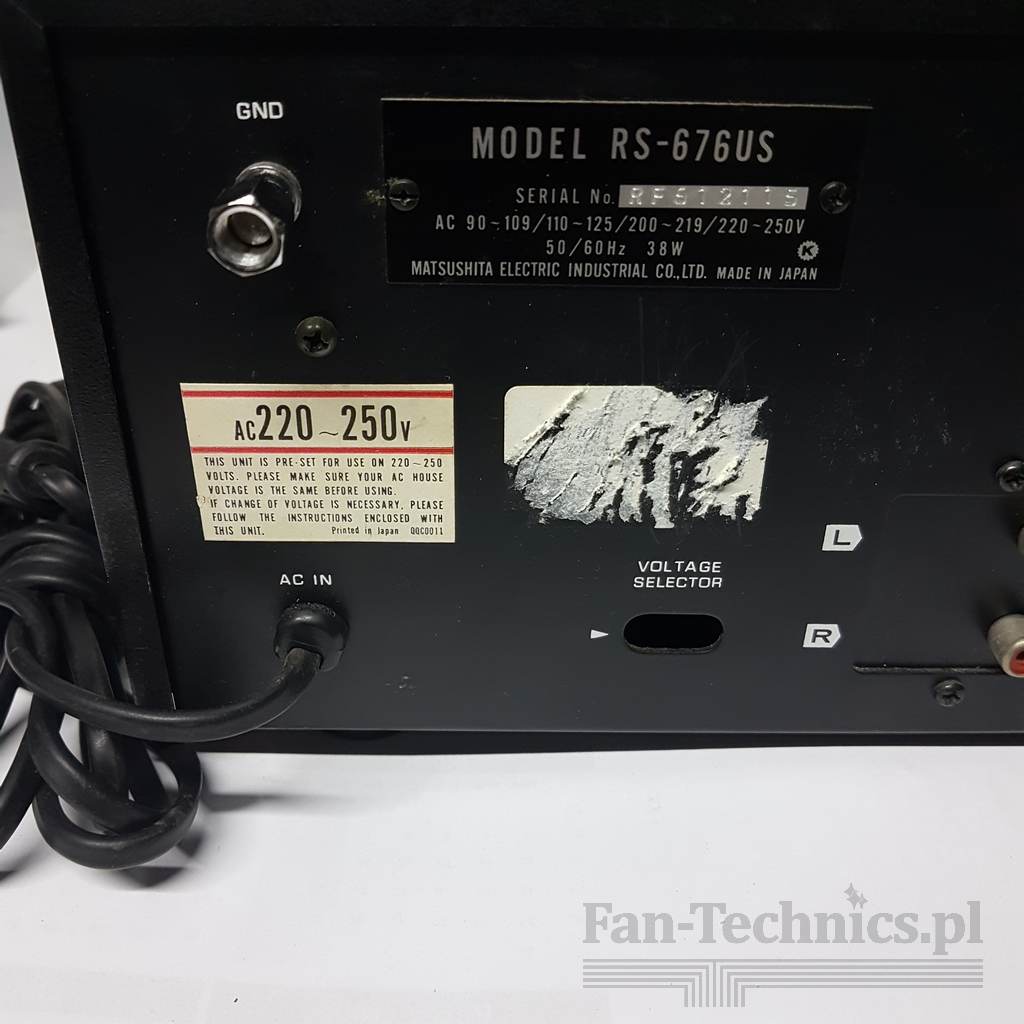 GND
MODEL RS-676US
SERIAL No. RF612115
AC 90~109/110~125/200~219/220~250V
50/60Hz 38W
K
MATSUSHITA ELECTRIC INDUSTRIAL CO.,LTD. MADE IN JAPAN
AC 220~250V
THIS UNIT IS PRE-SET FOR USE ON 220~250
VOLTS. PLEASE MAKE SURE YOUR AC HOUSE
VOLTAGE IS THE SAME BEFORE USING.
IF CHANGE OF VOLTAGE IS NECESSARY, PLEASE
FOLLOW THE INSTRUCTIONS ENCLOSED WITH
THIS UNIT. Printed in Japan QQC0011
AC IN
VOLTAGE
SELECTOR
L
R
Fan-Technics.pl